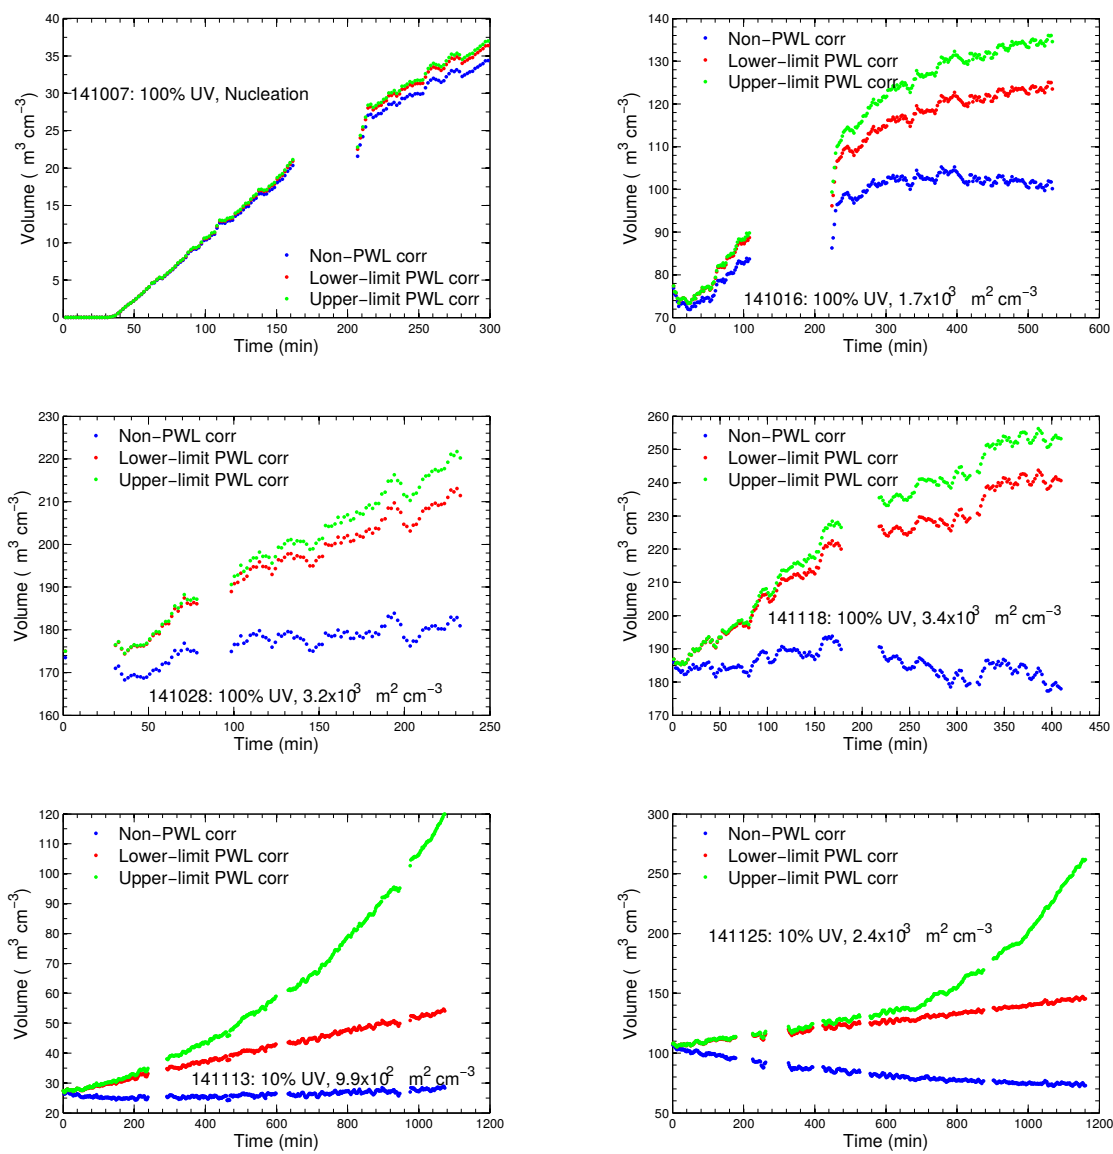 40
35
30
25
20
15
10
5
0
Volume ( m³ cm⁻³)
141007: 100% UV, Nucleation
Non−PWL corr
Lower−limit PWL corr
Upper−limit PWL corr
0 50 100 150 200 250 300
Time (min)
140
130
120
110
100
90
80
70
Volume ( m³ cm⁻³)
Non−PWL corr
Lower−limit PWL corr
Upper−limit PWL corr
141016: 100% UV, 1.7x10³ m² cm⁻³
0 100 200 300 400 500 600
Time (min)
230
220
210
200
190
180
170
160
Volume ( m³ cm⁻³)
Non−PWL corr
Lower−limit PWL corr
Upper−limit PWL corr
141028: 100% UV, 3.2x10³ m² cm⁻³
0 50 100 150 200 250
Time (min)
260
250
240
230
220
210
200
190
180
170
Volume ( m³ cm⁻³)
Non−PWL corr
Lower−limit PWL corr
Upper−limit PWL corr
141118: 100% UV, 3.4x10³ m² cm⁻³
0 50 100 150 200 250 300 350 400 450
Time (min)
120
110
100
90
80
70
60
50
40
30
20
Volume ( m³ cm⁻³)
Non−PWL corr
Lower−limit PWL corr
Upper−limit PWL corr
141113: 10% UV, 9.9x10² m² cm⁻³
0 200 400 600 800 1000 1200
Time (min)
300
250
200
150
100
50
Volume ( m³ cm⁻³)
Non−PWL corr
Lower−limit PWL corr
Upper−limit PWL corr
141125: 10% UV, 2.4x10³ m² cm⁻³
0 200 400 600 800 1000 1200
Time (min)